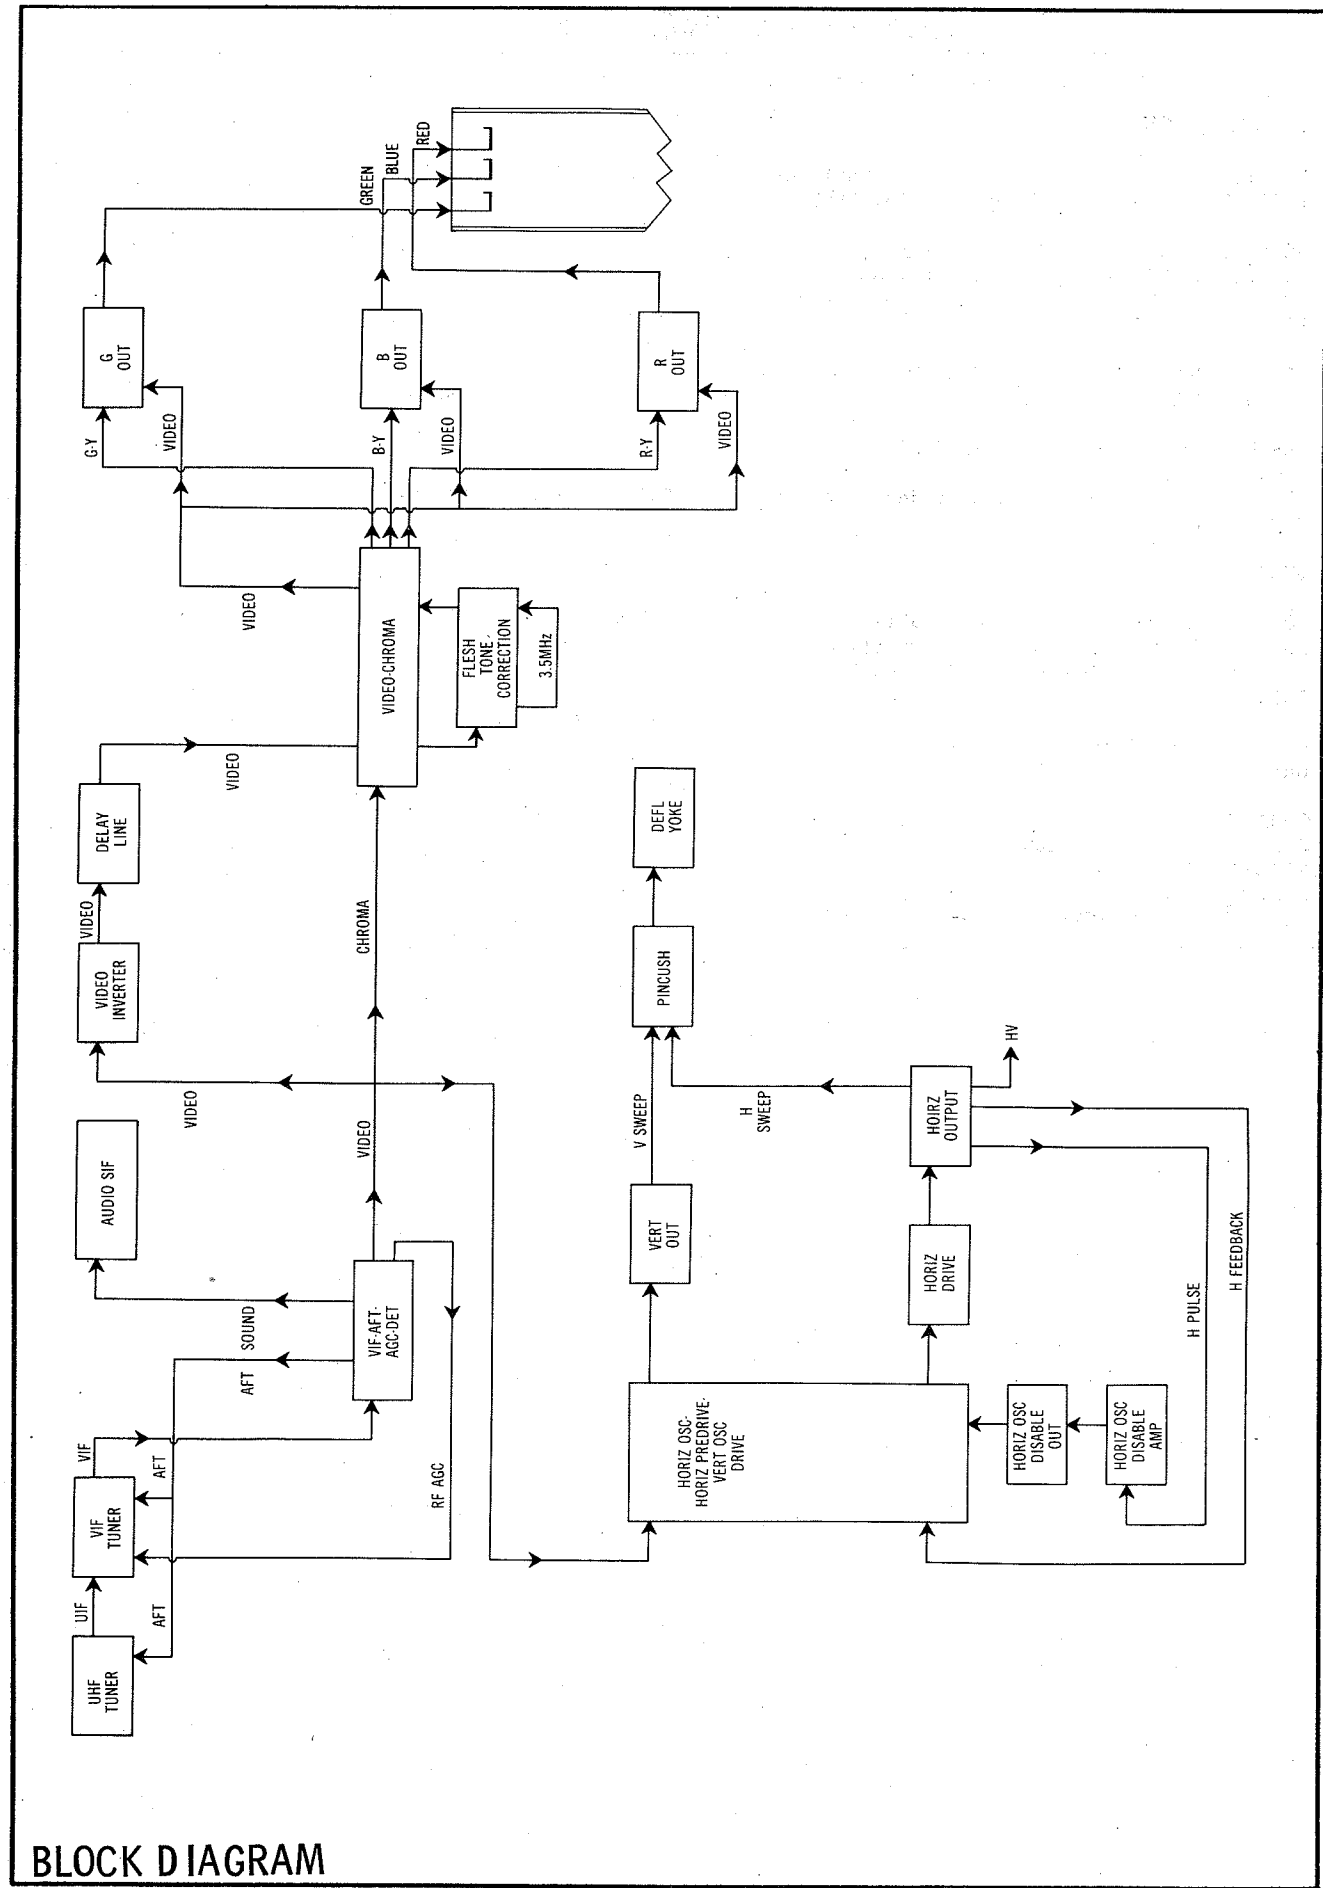 BLOCK DIAGRAM
UHF
TUNER
UIF
AFT
VIF
TUNER
VIF
AFT
RF AGC
AFT
SOUND
VIF-AFT-
AGC-DET
AUDIO SIF
VIDEO
VIDEO
VIDEO
INVERTER
VIDEO
DELAY
LINE
VIDEO
CHROMA
VIDEO-CHROMA
VIDEO
FLESH
TONE
CORRECTION
3.5MHz
G-Y
VIDEO
B-Y
VIDEO
R-Y
VIDEO
G
OUT
B
OUT
R
OUT
GREEN
BLUE
RED
HORIZ OSC-
HORIZ PREDRIVE-
VERT OSC
DRIVE
VERT
OUT
V SWEEP
H
SWEEP
PINCUSH
DEFL
YOKE
HORIZ
DRIVE
HOIRZ
OUTPUT
HV
HORIZ OSC
DISABLE
OUT
HORIZ OSC
DISABLE
AMP
H PULSE
H FEEDBACK